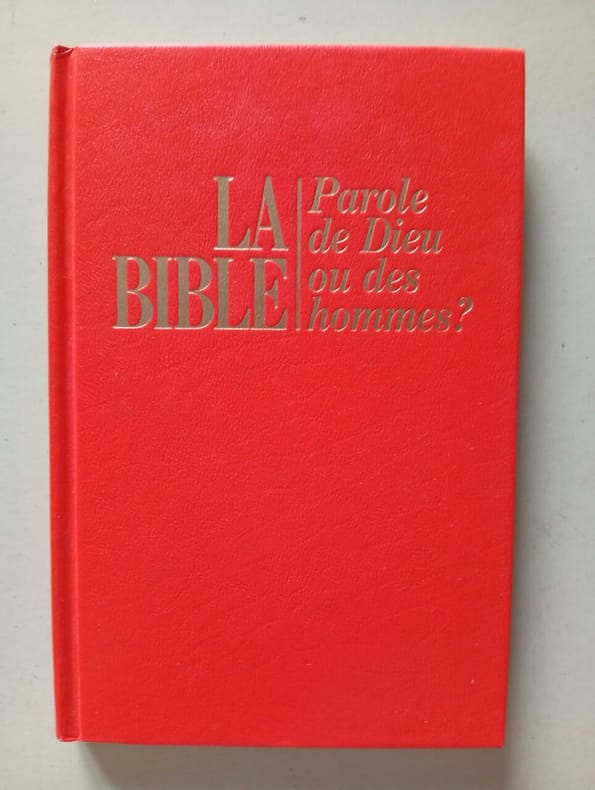 LA
BIBLE
Parole
de Dieu
ou des
hommes?